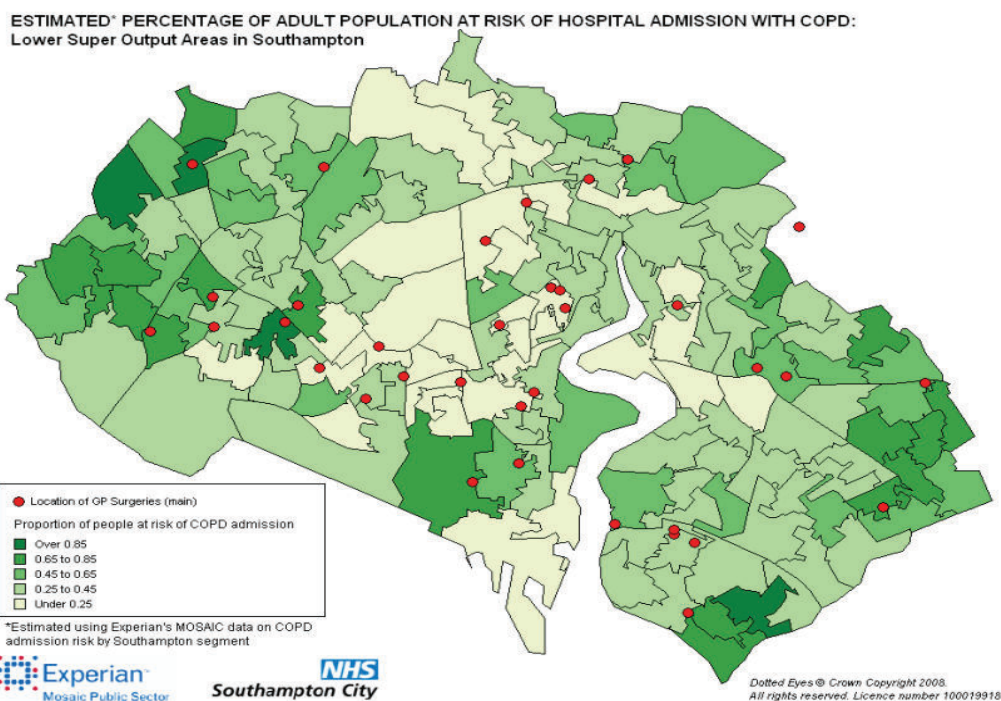 ESTIMATED* PERCENTAGE OF ADULT POPULATION AT RISK OF HOSPITAL ADMISSION WITH COPD:
Lower Super Output Areas in Southampton
Location of GP Surgeries (main)
Proportion of people at risk of COPD admission
Over 0.85
0.65 to 0.85
0.45 to 0.65
0.25 to 0.45
Under 0.25
*Estimated using Experian's MOSAIC data on COPD
admission risk by Southampton segment
Experian™
Mosaic Public Sector
NHS
Southampton City
Dotted Eyes © Crown Copyright 2008.
All rights reserved. Licence number 100019918